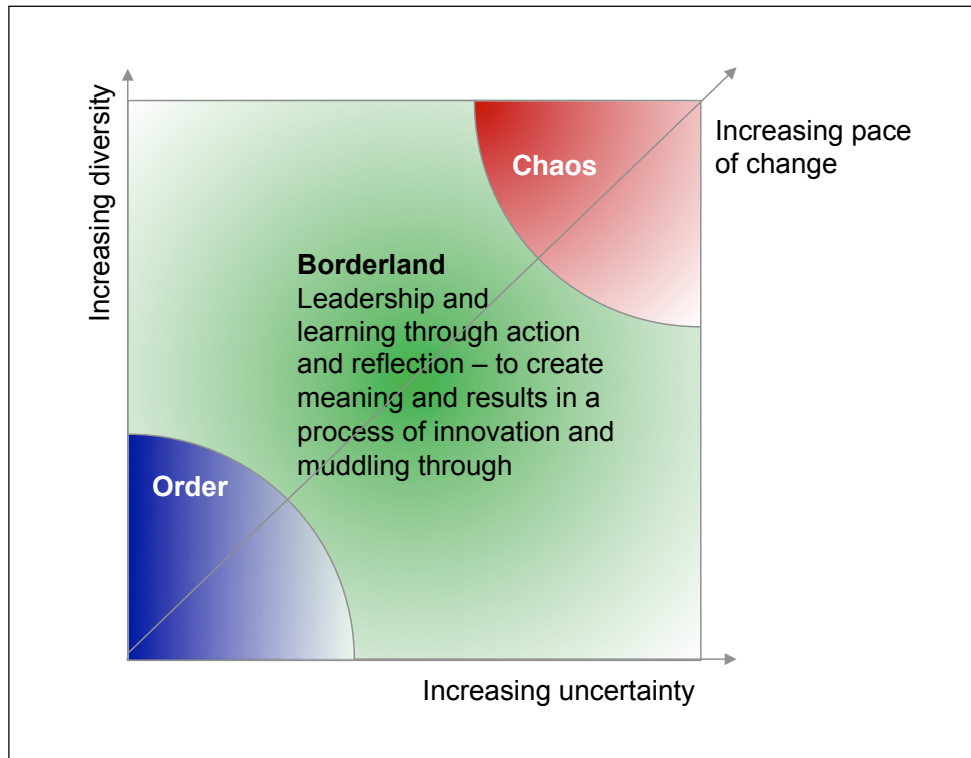 Increasing diversity
Chaos
Increasing pace
of change
Borderland
Leadership and
learning through action
and reflection – to create
meaning and results in a
process of innovation and
muddling through
Order
Increasing uncertainty